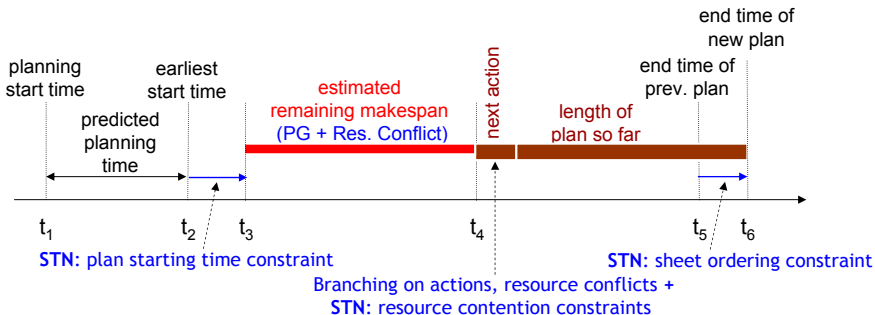 end time of
new plan
planning
start time
earliest
start time
end time of
prev. plan
estimated
remaining makespan
(PG + Res. Conflict)
next action
length of
plan so far
predicted
planning
time
t1
t2
t3
t4
t5
t6
STN: plan starting time constraint
STN: sheet ordering constraint
Branching on actions, resource conflicts +
STN: resource contention constraints